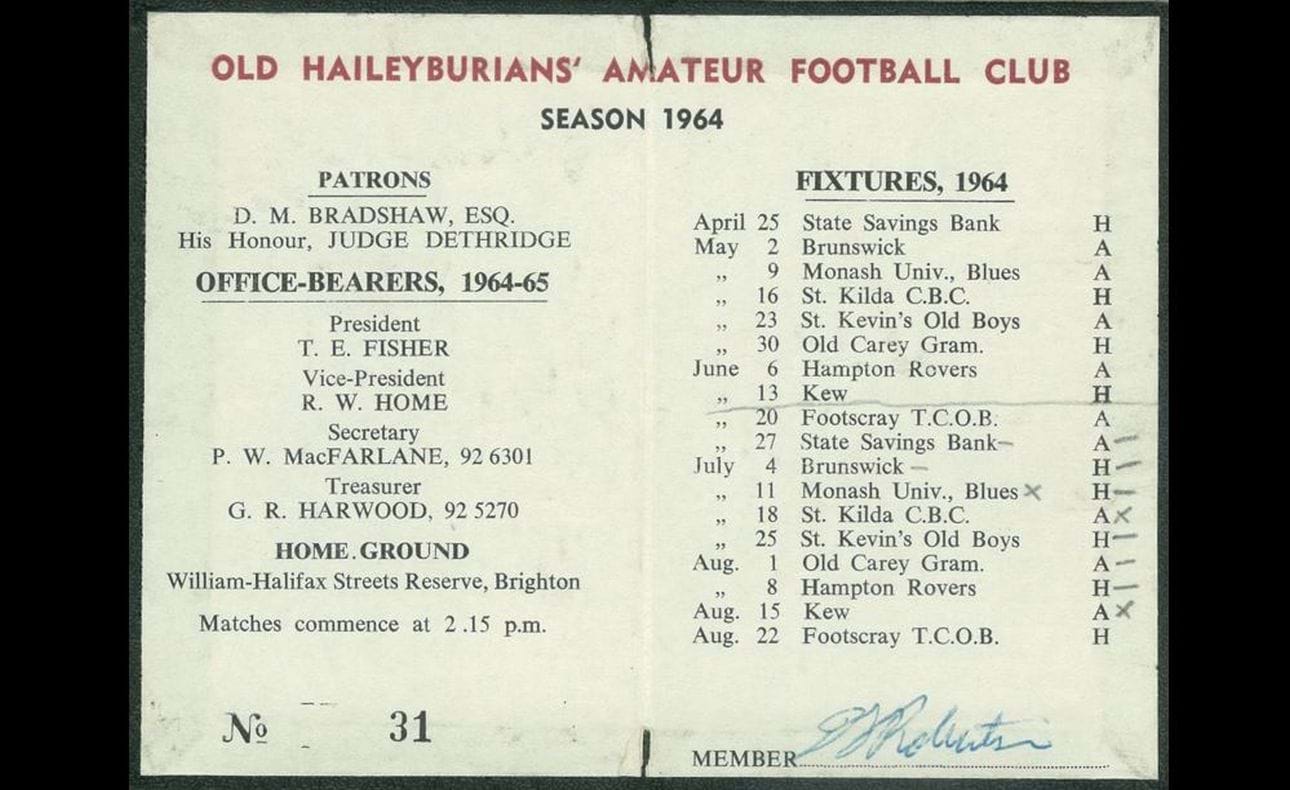 OLD HAILEYBURIANS' AMATEUR FOOTBALL CLUB
SEASON 1964
PATRONS
D. M. BRADSHAW, ESQ.
His Honour, JUDGE DETHRIDGE
OFFICE-BEARERS, 1964-65
President
T. E. FISHER
Vice-President
R. W. HOME
Secretary
P. W. MacFARLANE, 92 6301
Treasurer
G. R. HARWOOD, 92 5270
HOME.GROUND
William-Halifax Streets Reserve, Brighton
Matches commence at 2.15 p.m.
No 31
FIXTURES, 1964
April 25 State Savings Bank H
May 2 Brunswick A
„ 9 Monash Univ., Blues A
„ 16 St. Kilda C.B.C. H
„ 23 St. Kevin's Old Boys A
„ 30 Old Carey Gram. H
June 6 Hampton Rovers A
„ 13 Kew H
„ 20 Footscray T.C.O.B. A
„ 27 State Savings Bank– A –
July 4 Brunswick – H –
„ 11 Monash Univ., Blues x H –
„ 18 St. Kilda C.B.C. A x
„ 25 St. Kevin's Old Boys H –
Aug. 1 Old Carey Gram. A –
„ 8 Hampton Rovers H –
Aug. 15 Kew A x
Aug. 22 Footscray T.C.O.B. H
MEMBER